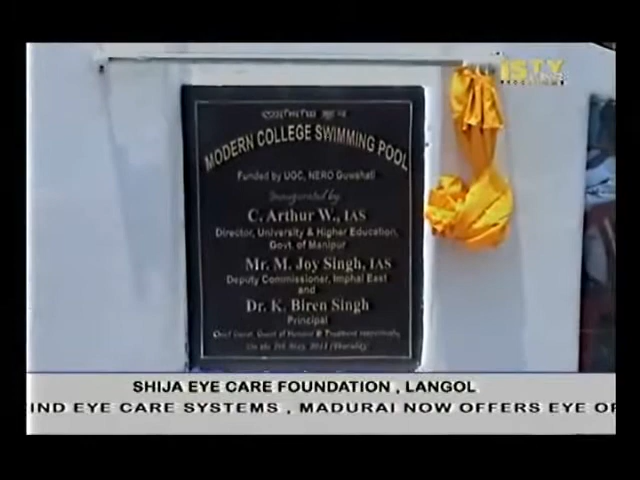 ISTV
MODERN COLLEGE SWIMMING POOL
Funded by UGC, NERO Guwahati
Inaugurated by
C. Arthur W., IAS
Director, University & Higher Education,
Govt. of Manipur
Mr. M. Joy Singh, IAS
Deputy Commissioner, Imphal East
and
Dr. K. Biren Singh
Principal
SHIJA EYE CARE FOUNDATION , LANGOL
IND EYE CARE SYSTEMS , MADURAI NOW OFFERS EYE OP